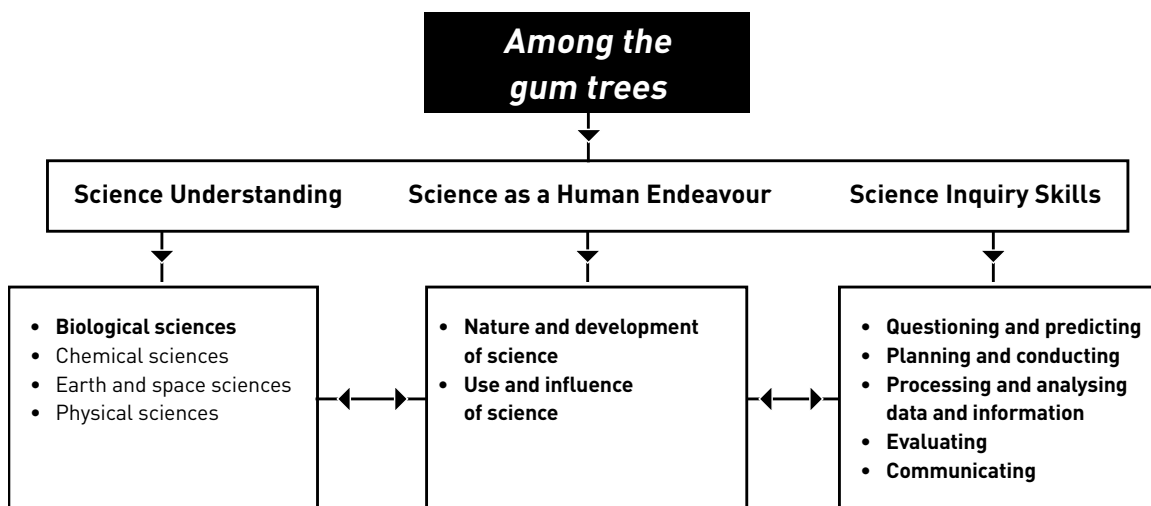 Among the
gum trees
Science Understanding
Science as a Human Endeavour
Science Inquiry Skills
• Biological sciences
• Chemical sciences
• Earth and space sciences
• Physical sciences
• Nature and development
of science
• Use and influence
of science
• Questioning and predicting
• Planning and conducting
• Processing and analysing
data and information
• Evaluating
• Communicating